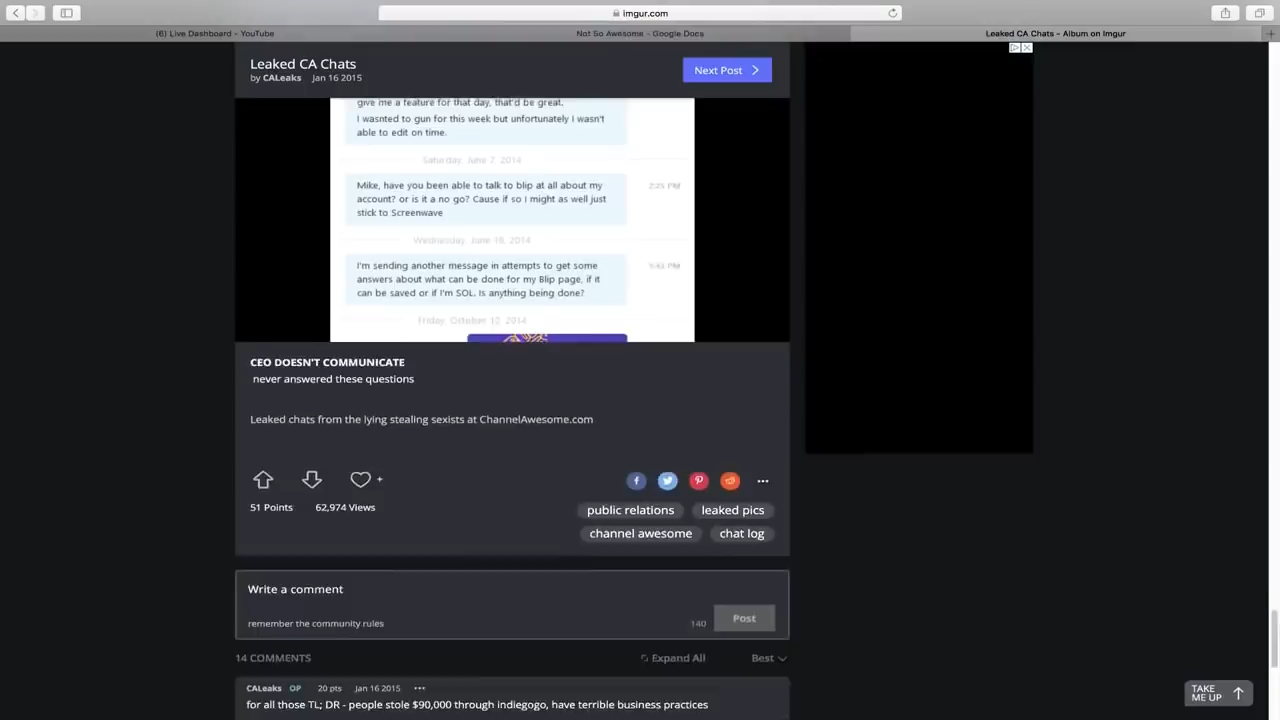 imgur.com
(6) Live Dashboard - YouTube
Not So Awesome - Google Docs
Leaked CA Chats - Album on Imgur
Leaked CA Chats
by CALeaks Jan 16 2015
Next Post
give me a feature for that day, that'd be great.
I wasnted to gun for this week but unfortunately I wasn't
able to edit on time.
Saturday, June 7, 2014
Mike, have you been able to talk to blip at all about my
account? or is it a no go? Cause if so I might as well just
stick to Screenwave
2:25 PM
Wednesday, June 18, 2014
I'm sending another message in attempts to get some
answers about what can be done for my Blip page, if it
can be saved or if I'm SOL. Is anything being done?
PM
Friday, October 10, 2014
CEO DOESN'T COMMUNICATE
never answered these questions
Leaked chats from the lying stealing sexists at ChannelAwesome.com
51 Points
62,974 Views
public relations
leaked pics
channel awesome
chat log
Write a comment
remember the community rules
140
Post
14 COMMENTS
Expand All
Best
CALeaks OP 20 pts Jan 16 2015
for all those TL; DR - people stole $90,000 through indiegogo, have terrible business practices
TAKE
ME UP